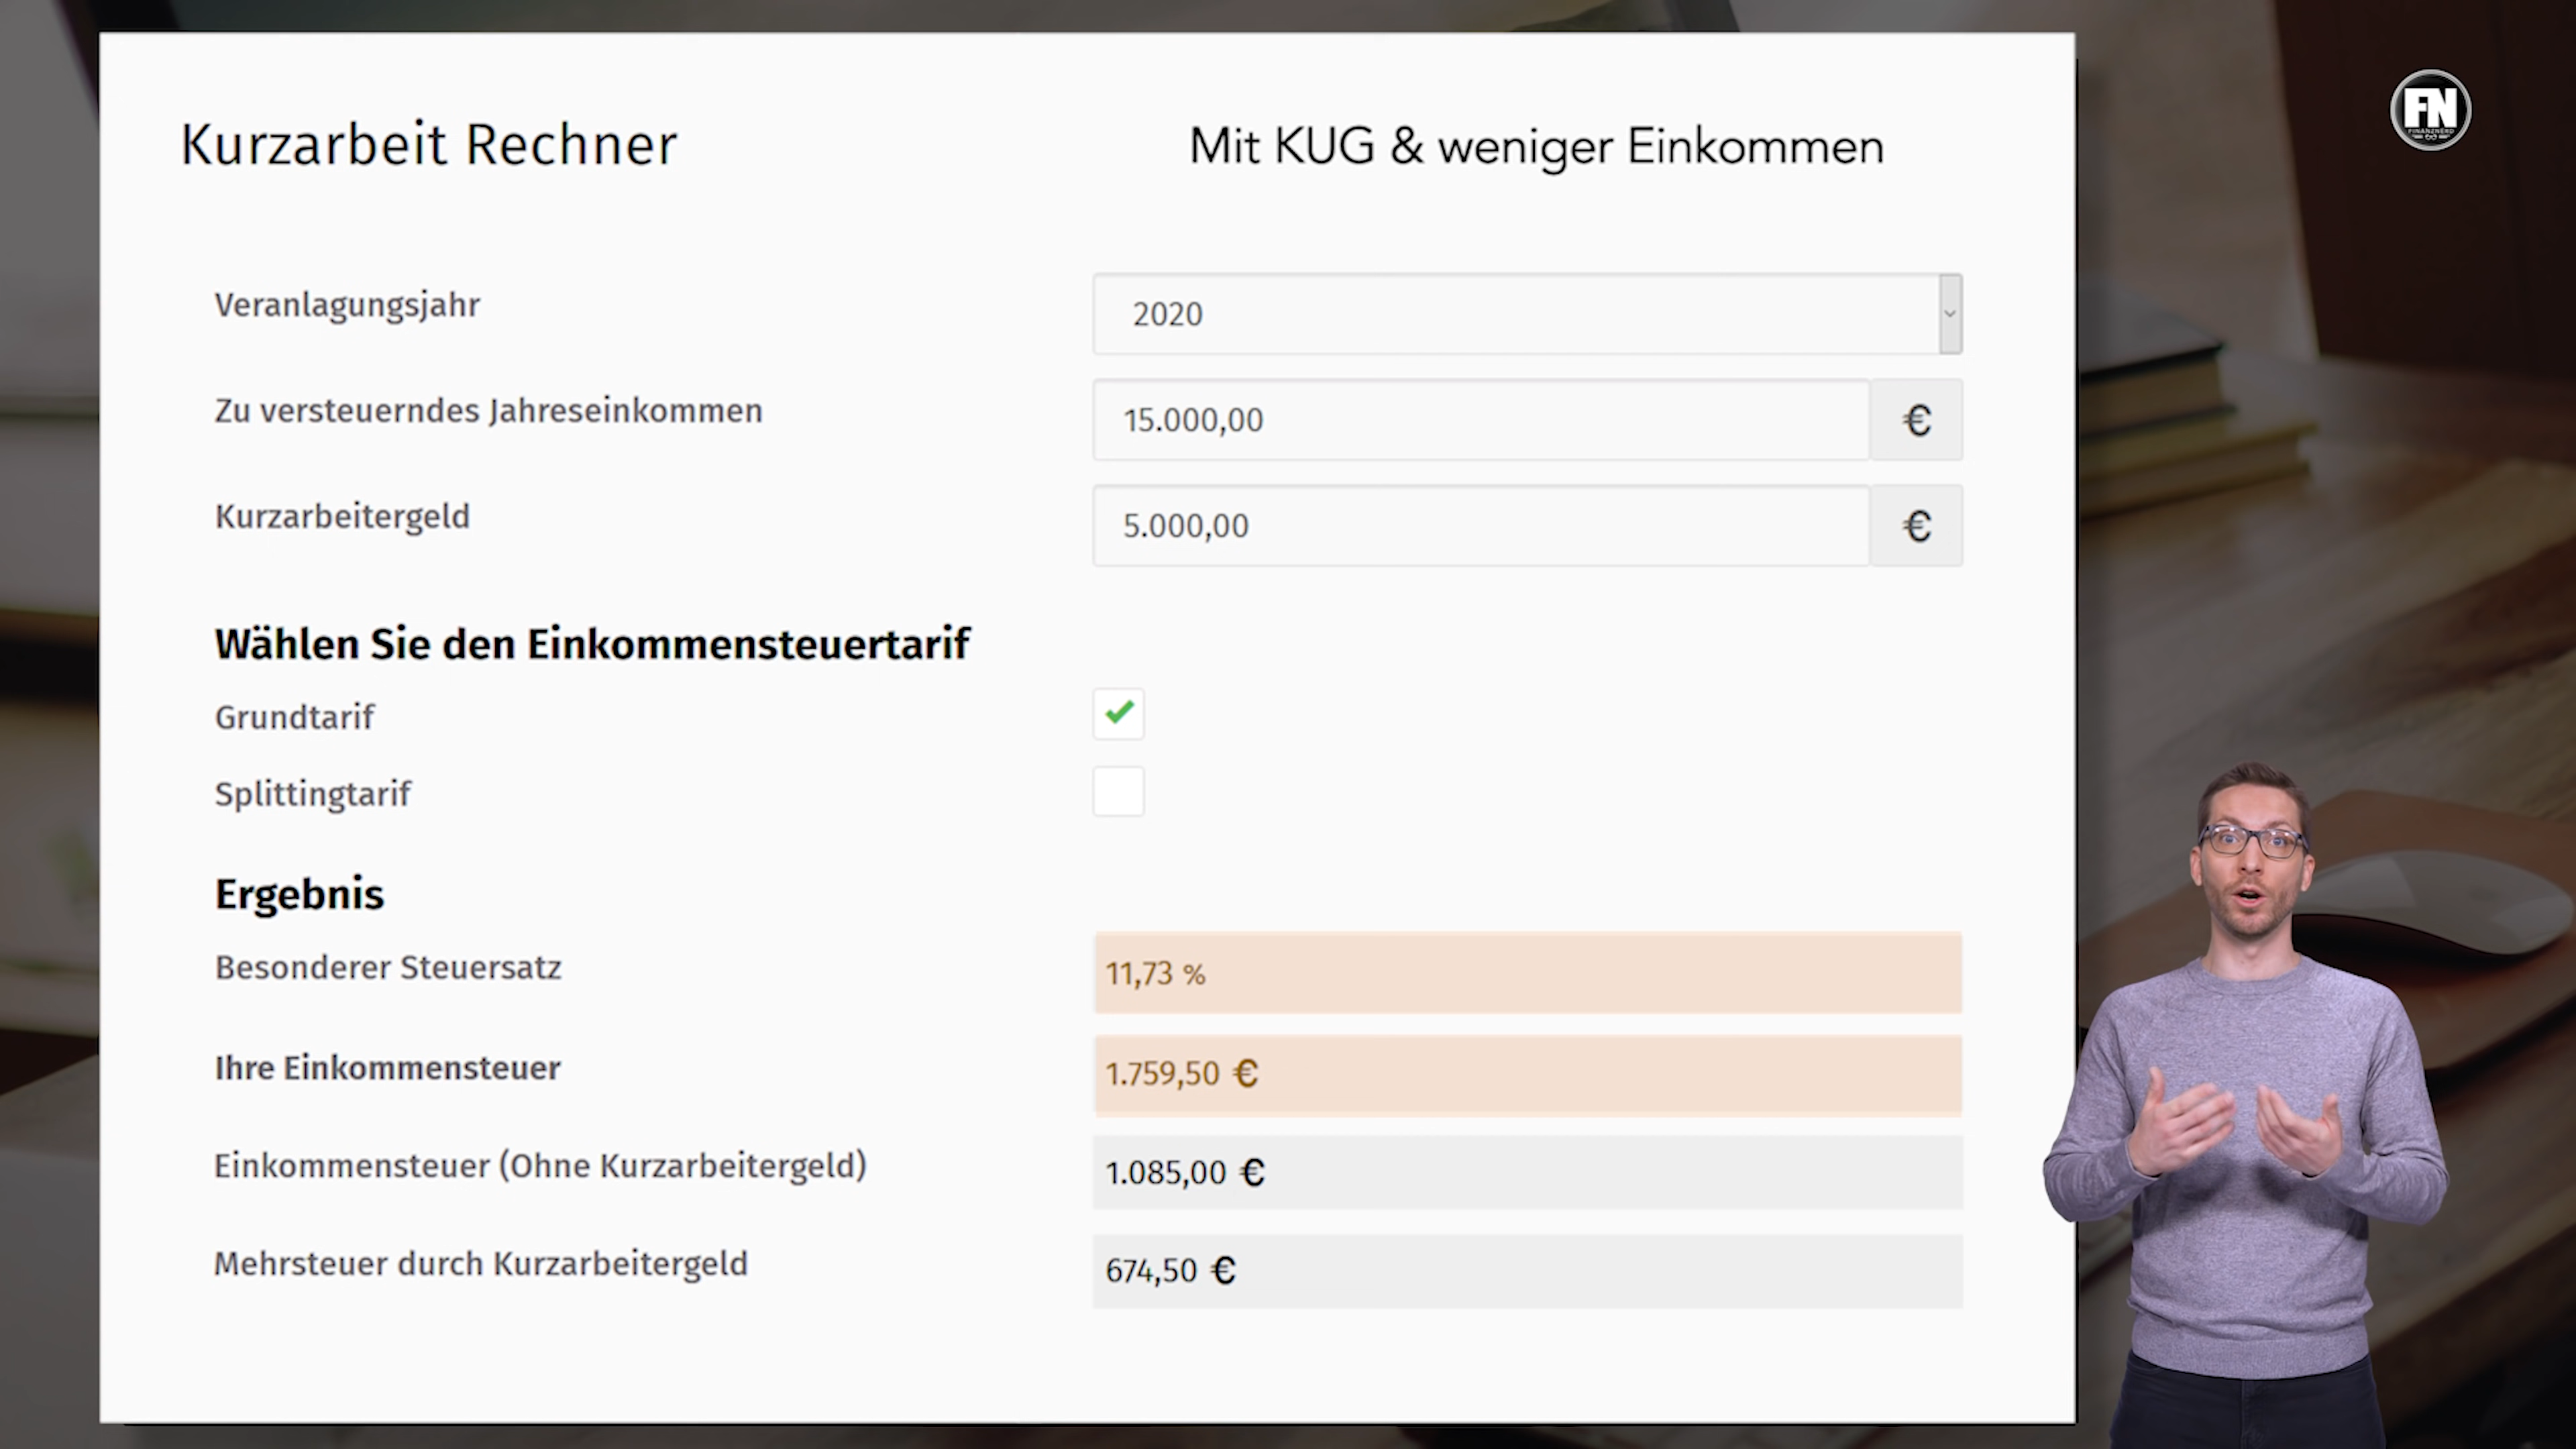 Kurzarbeit Rechner
Mit KUG & weniger Einkommen
FN
FINANZNERD
Veranlagungsjahr
2020
Zu versteuerndes Jahreseinkommen
15.000,00 €
Kurzarbeitergeld
5.000,00 €
Wählen Sie den Einkommensteuertarif
Grundtarif
Splittingtarif
Ergebnis
Besonderer Steuersatz
11,73 %
Ihre Einkommensteuer
1.759,50 €
Einkommensteuer (Ohne Kurzarbeitergeld)
1.085,00 €
Mehrsteuer durch Kurzarbeitergeld
674,50 €